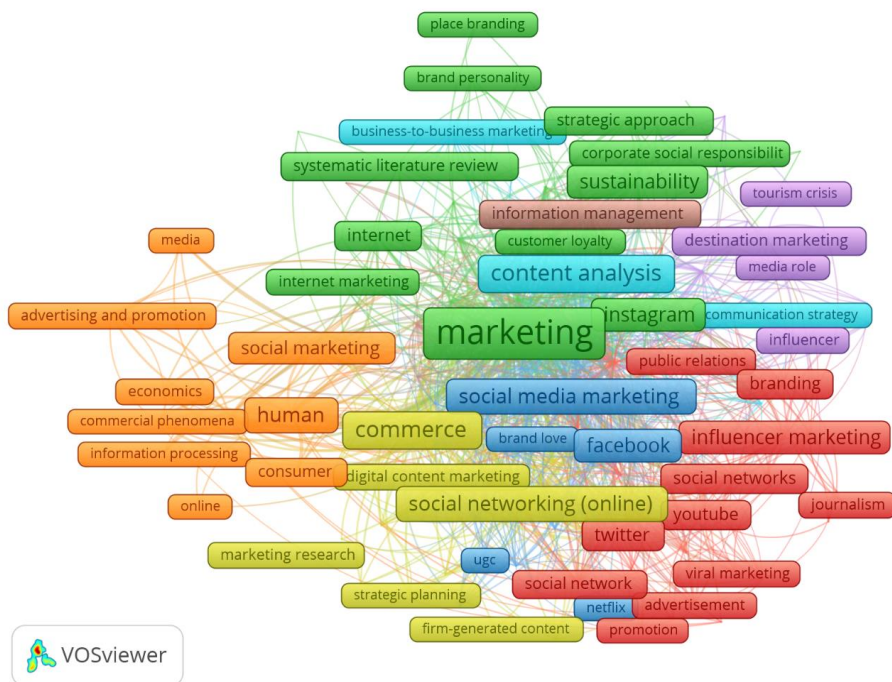 place branding
brand personality
business-to-business marketing
strategic approach
systematic literature review
corporate social responsibilit
sustainability
tourism crisis
information management
media
internet
customer loyalty
destination marketing
content analysis
media role
internet marketing
advertising and promotion
marketing
instagram
communication strategy
social marketing
influencer
public relations
economics
social media marketing
branding
commercial phenomena
human
commerce
brand love
facebook
influencer marketing
information processing
consumer
digital content marketing
social networks
online
social networking (online)
youtube
journalism
twitter
marketing research
ugc
viral marketing
social network
strategic planning
netflix
advertisement
firm-generated content
promotion
VOSviewer